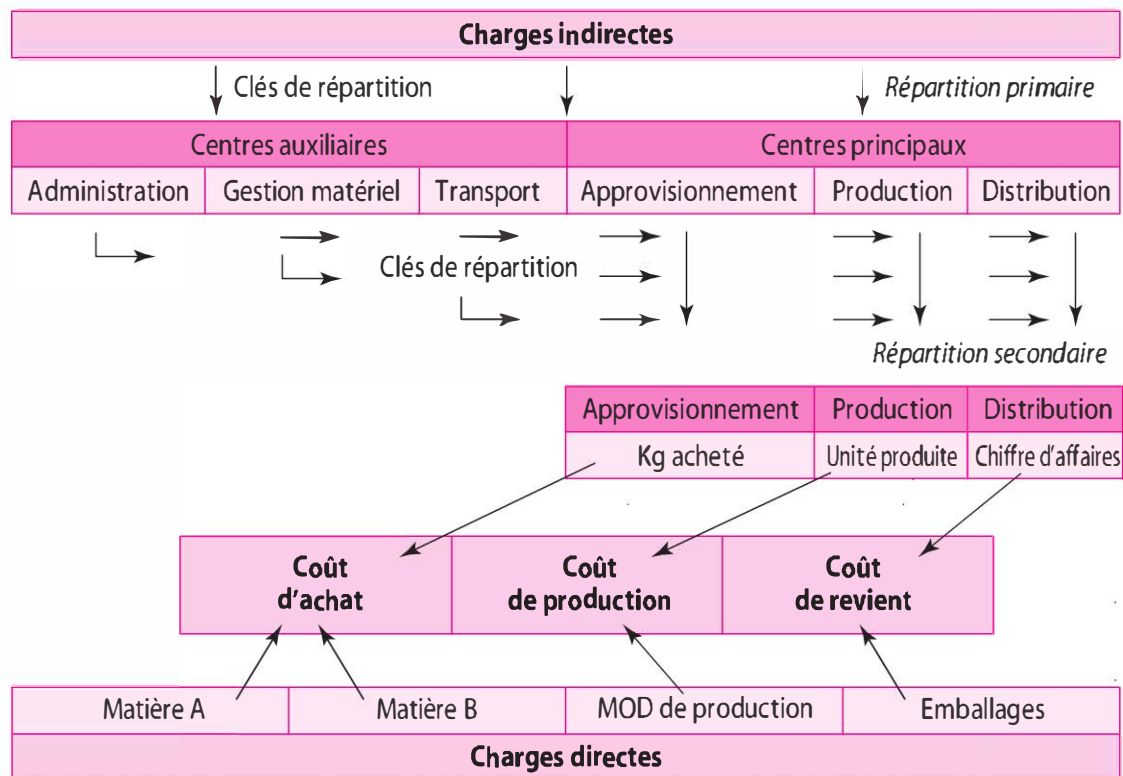 Charges indirectes
Clés de répartition
Répartition primaire
Centres auxiliaires Centres principaux
Administration Gestion matériel Transport Approvisionnement Production Distribution
Clés de répartition
Répartition secondaire
Approvisionnement Production Distribution
Kg acheté Unité produite Chiffre d'affaires
Coût
d'achat
Coût
de production
Coût
de revient
Matière A Matière B MOD de production Emballages
Charges directes